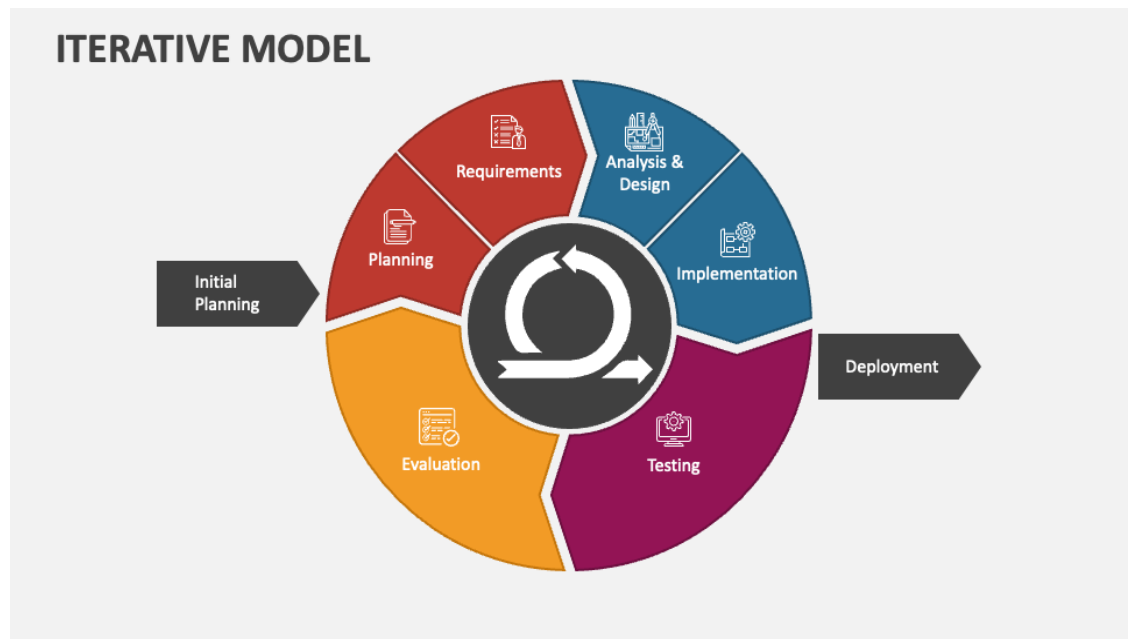 ITERATIVE MODEL
Requirements
Analysis &
Design
Planning
Implementation
Initial
Planning
Deployment
Evaluation
Testing